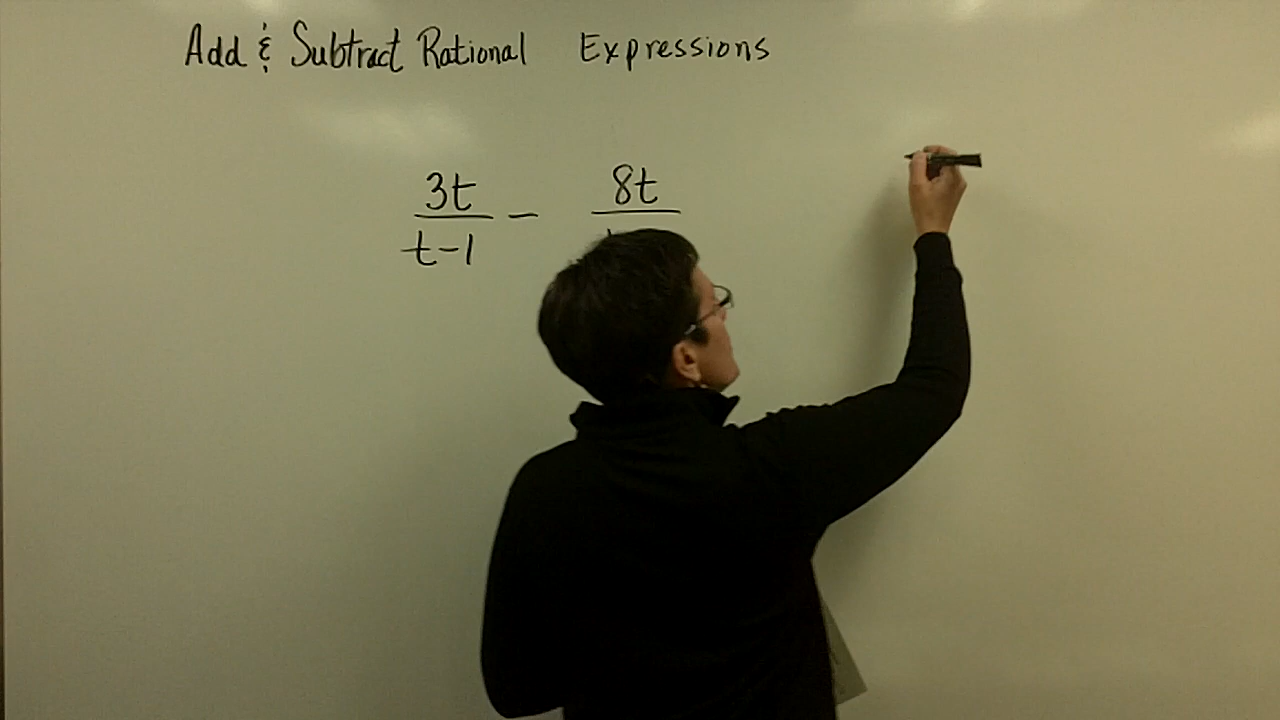 Add & Subtract Rational Expressions
3t 8t
—
t-1